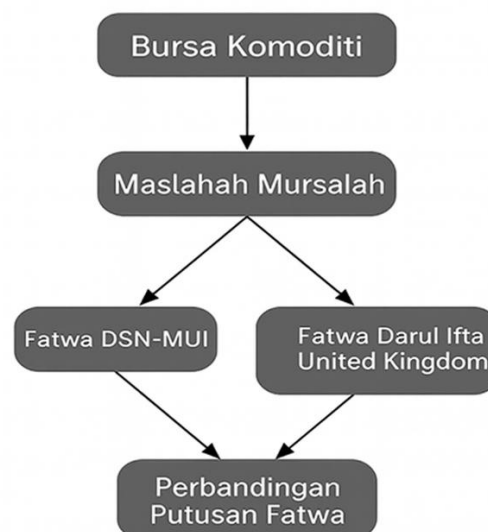 Bursa Komoditi
Maslahah Mursalah
Fatwa DSN-MUI
Fatwa Darul Ifta
United Kingdom
Perbandingan
Putusan Fatwa